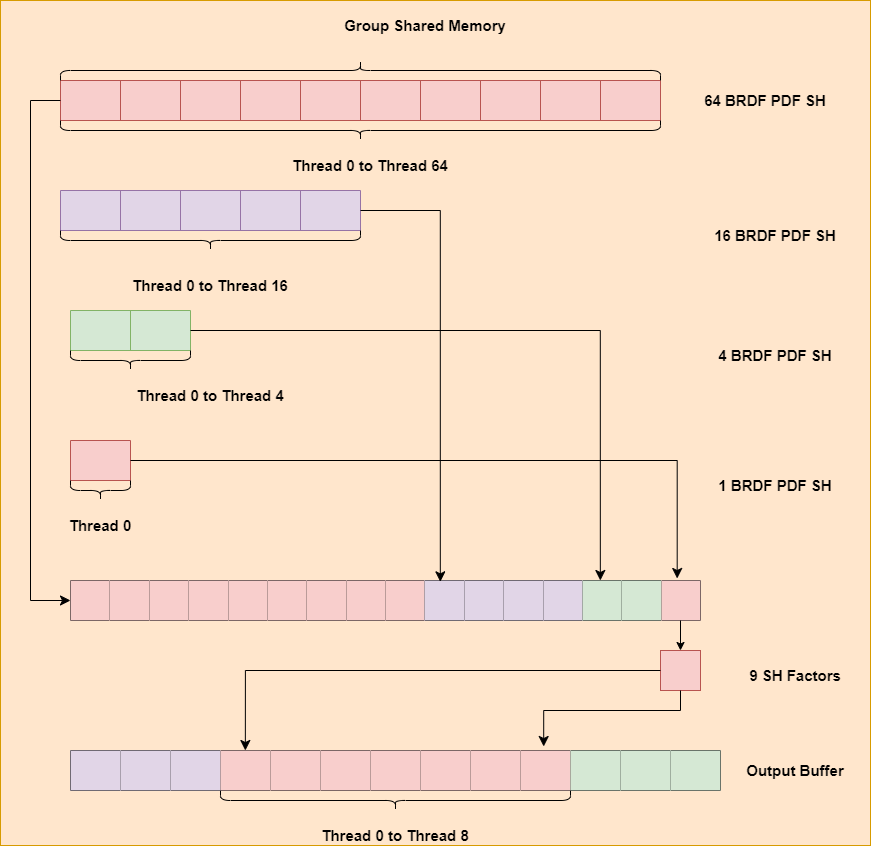 Group Shared Memory
64 BRDF PDF SH
Thread 0 to Thread 64
16 BRDF PDF SH
Thread 0 to Thread 16
4 BRDF PDF SH
Thread 0 to Thread 4
1 BRDF PDF SH
Thread 0
9 SH Factors
Output Buffer
Thread 0 to Thread 8